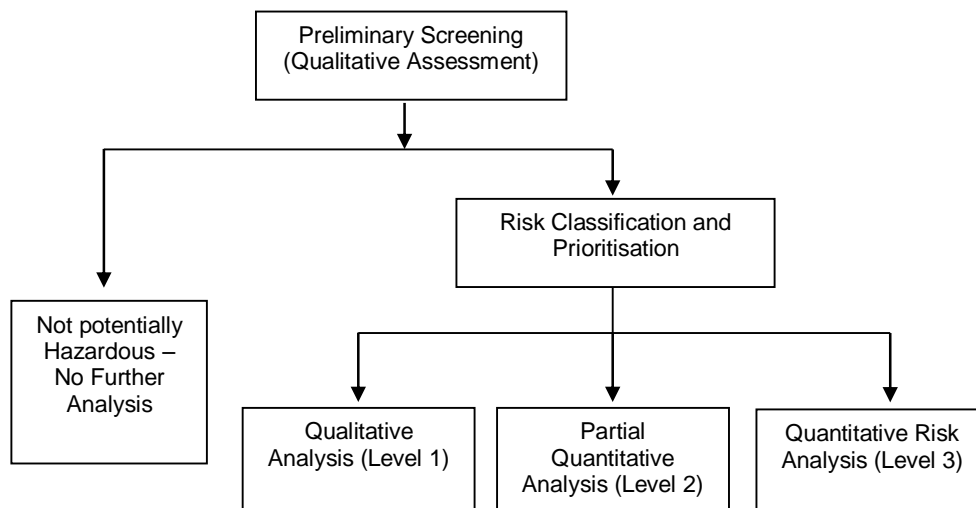 Preliminary Screening
(Qualitative Assessment)
Risk Classification and
Prioritisation
Not potentially
Hazardous –
No Further
Analysis
Qualitative
Analysis (Level 1)
Partial
Quantitative
Analysis (Level 2)
Quantitative Risk
Analysis (Level 3)